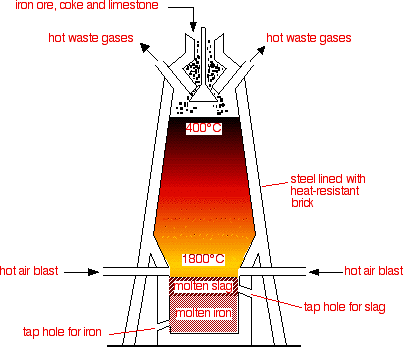 iron ore, coke and limestone
hot waste gases
hot waste gases
400°C
steel lined with
heat-resistant
brick
1800°C
hot air blast
hot air blast
molten slag
tap hole for slag
molten iron
tap hole for iron